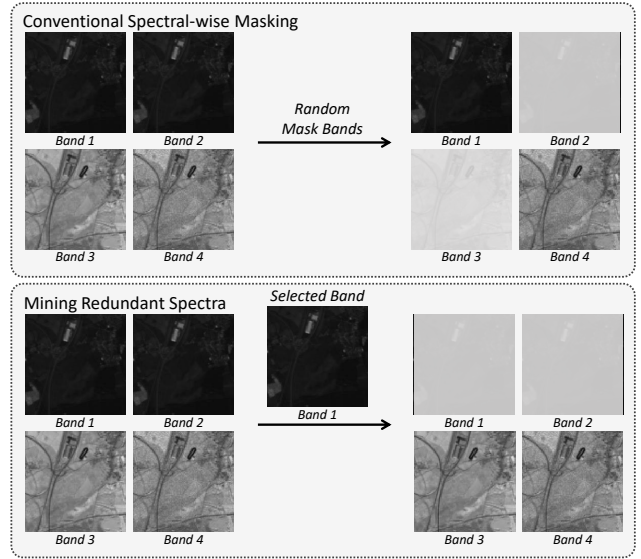 Conventional Spectral-wise Masking
Band 1
Band 2
Band 3
Band 4
Random
Mask Bands
Band 1
Band 2
Band 3
Band 4
Mining Redundant Spectra
Selected Band
Band 1
Band 1
Band 2
Band 3
Band 4
Band 1
Band 2
Band 3
Band 4